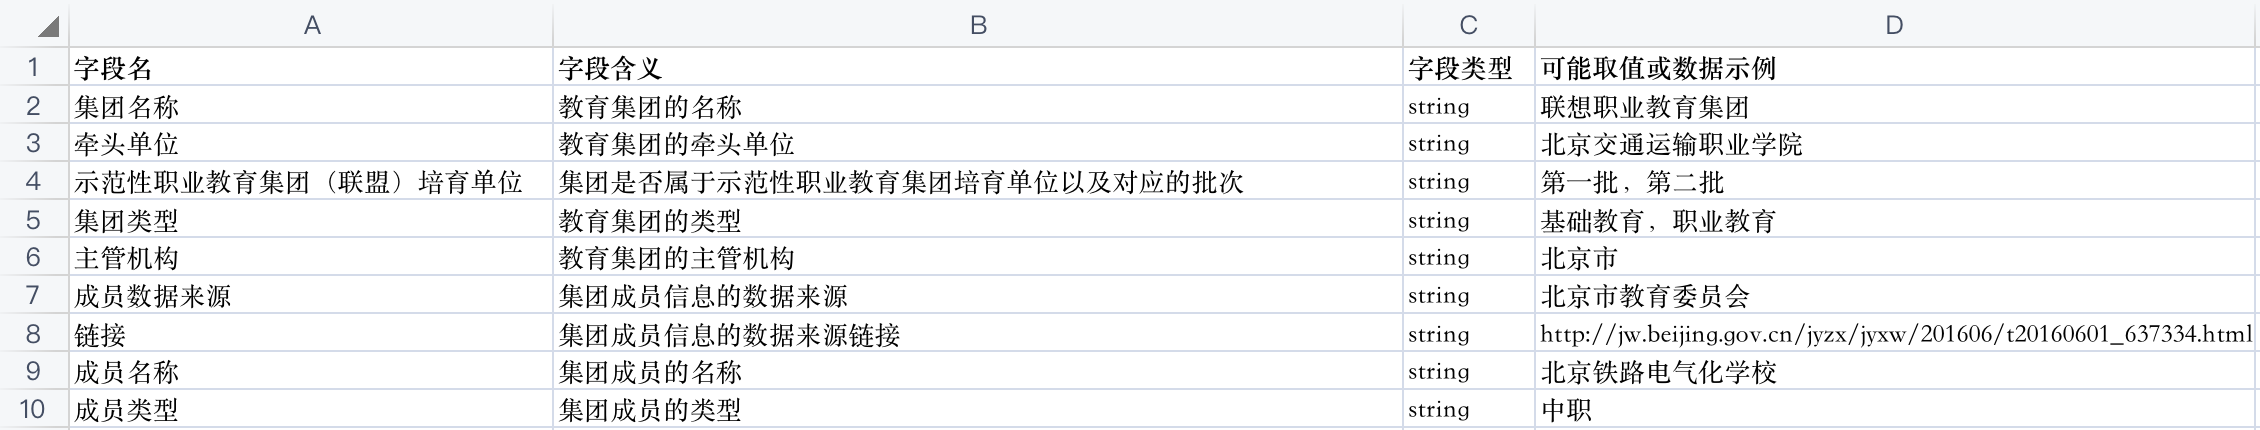 A B C D
1 字段名 字段含义 字段类型 可能取值或数据示例
2 集团名称 教育集团的名称 string 联想职业教育集团
3 牵头单位 教育集团的牵头单位 string 北京交通运输职业学院
4 示范性职业教育集团（联盟）培育单位 集团是否属于示范性职业教育集团培育单位以及对应的批次 string 第一批，第二批
5 集团类型 教育集团的类型 string 基础教育，职业教育
6 主管机构 教育集团的主管机构 string 北京市
7 成员数据来源 集团成员信息的数据来源 string 北京市教育委员会
8 链接 集团成员信息的数据来源链接 string http://jw.beijing.gov.cn/jyzx/jyxw/201606/t20160601_637334.html
9 成员名称 集团成员的名称 string 北京铁路电气化学校
10 成员类型 集团成员的类型 string 中职